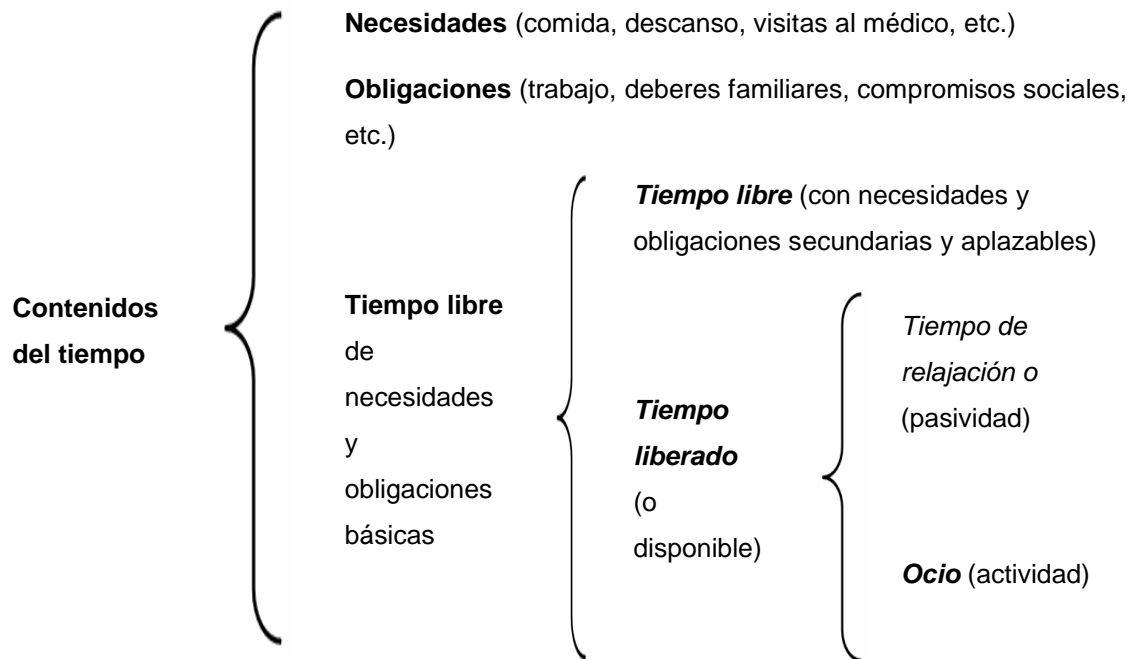 Necesidades (comida, descanso, visitas al médico, etc.)
Obligaciones (trabajo, deberes familiares, compromisos sociales,
etc.)
Contenidos
del tiempo
Tiempo libre
de
necesidades
y
obligaciones
básicas
Tiempo libre (con necesidades y
obligaciones secundarias y aplazables)
Tiempo
liberado
(o
disponible)
Tiempo de
relajación o
(pasividad)
Ocio (actividad)